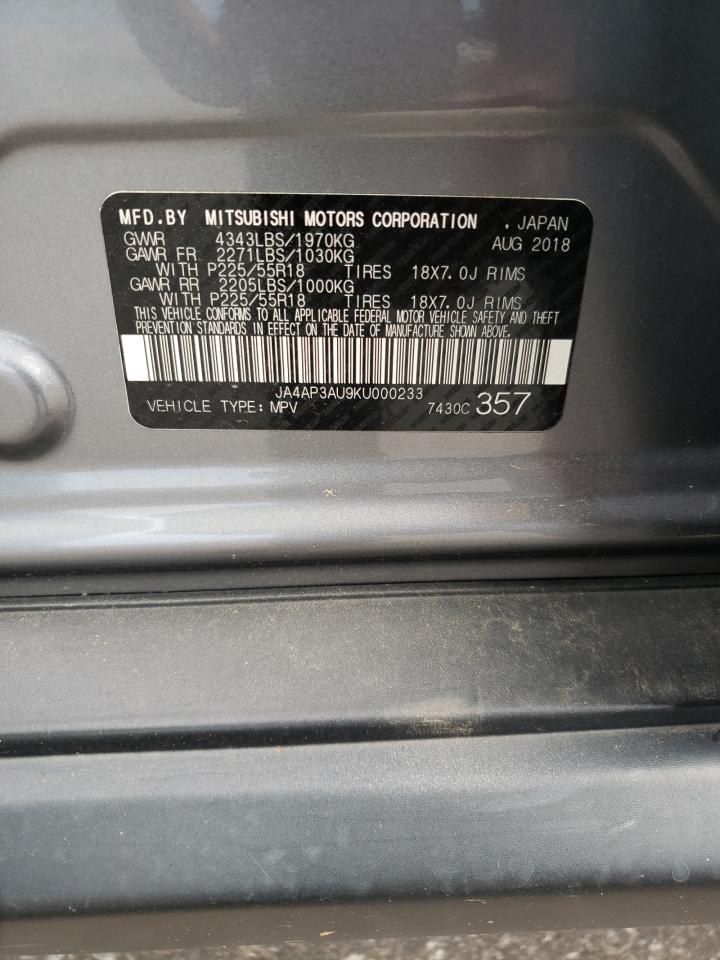 MFD.BY MITSUBISHI MOTORS CORPORATION , JAPAN
GVWR 4343LBS/1970KG AUG 2018
GAWR FR 2271LBS/1030KG
WITH P225/55R18 TIRES 18X7.0J RIMS
GAWR RR 2205LBS/1000KG
WITH P225/55R18 TIRES 18X7.0J RIMS
THIS VEHICLE CONFORMS TO ALL APPLICABLE FEDERAL MOTOR VEHICLE SAFETY AND THEFT
PREVENTION STANDARDS IN EFFECT ON THE DATE OF MANUFACTURE SHOWN ABOVE.
JA4AP3AU9KU000233
VEHICLE TYPE:MPV 7430C 357